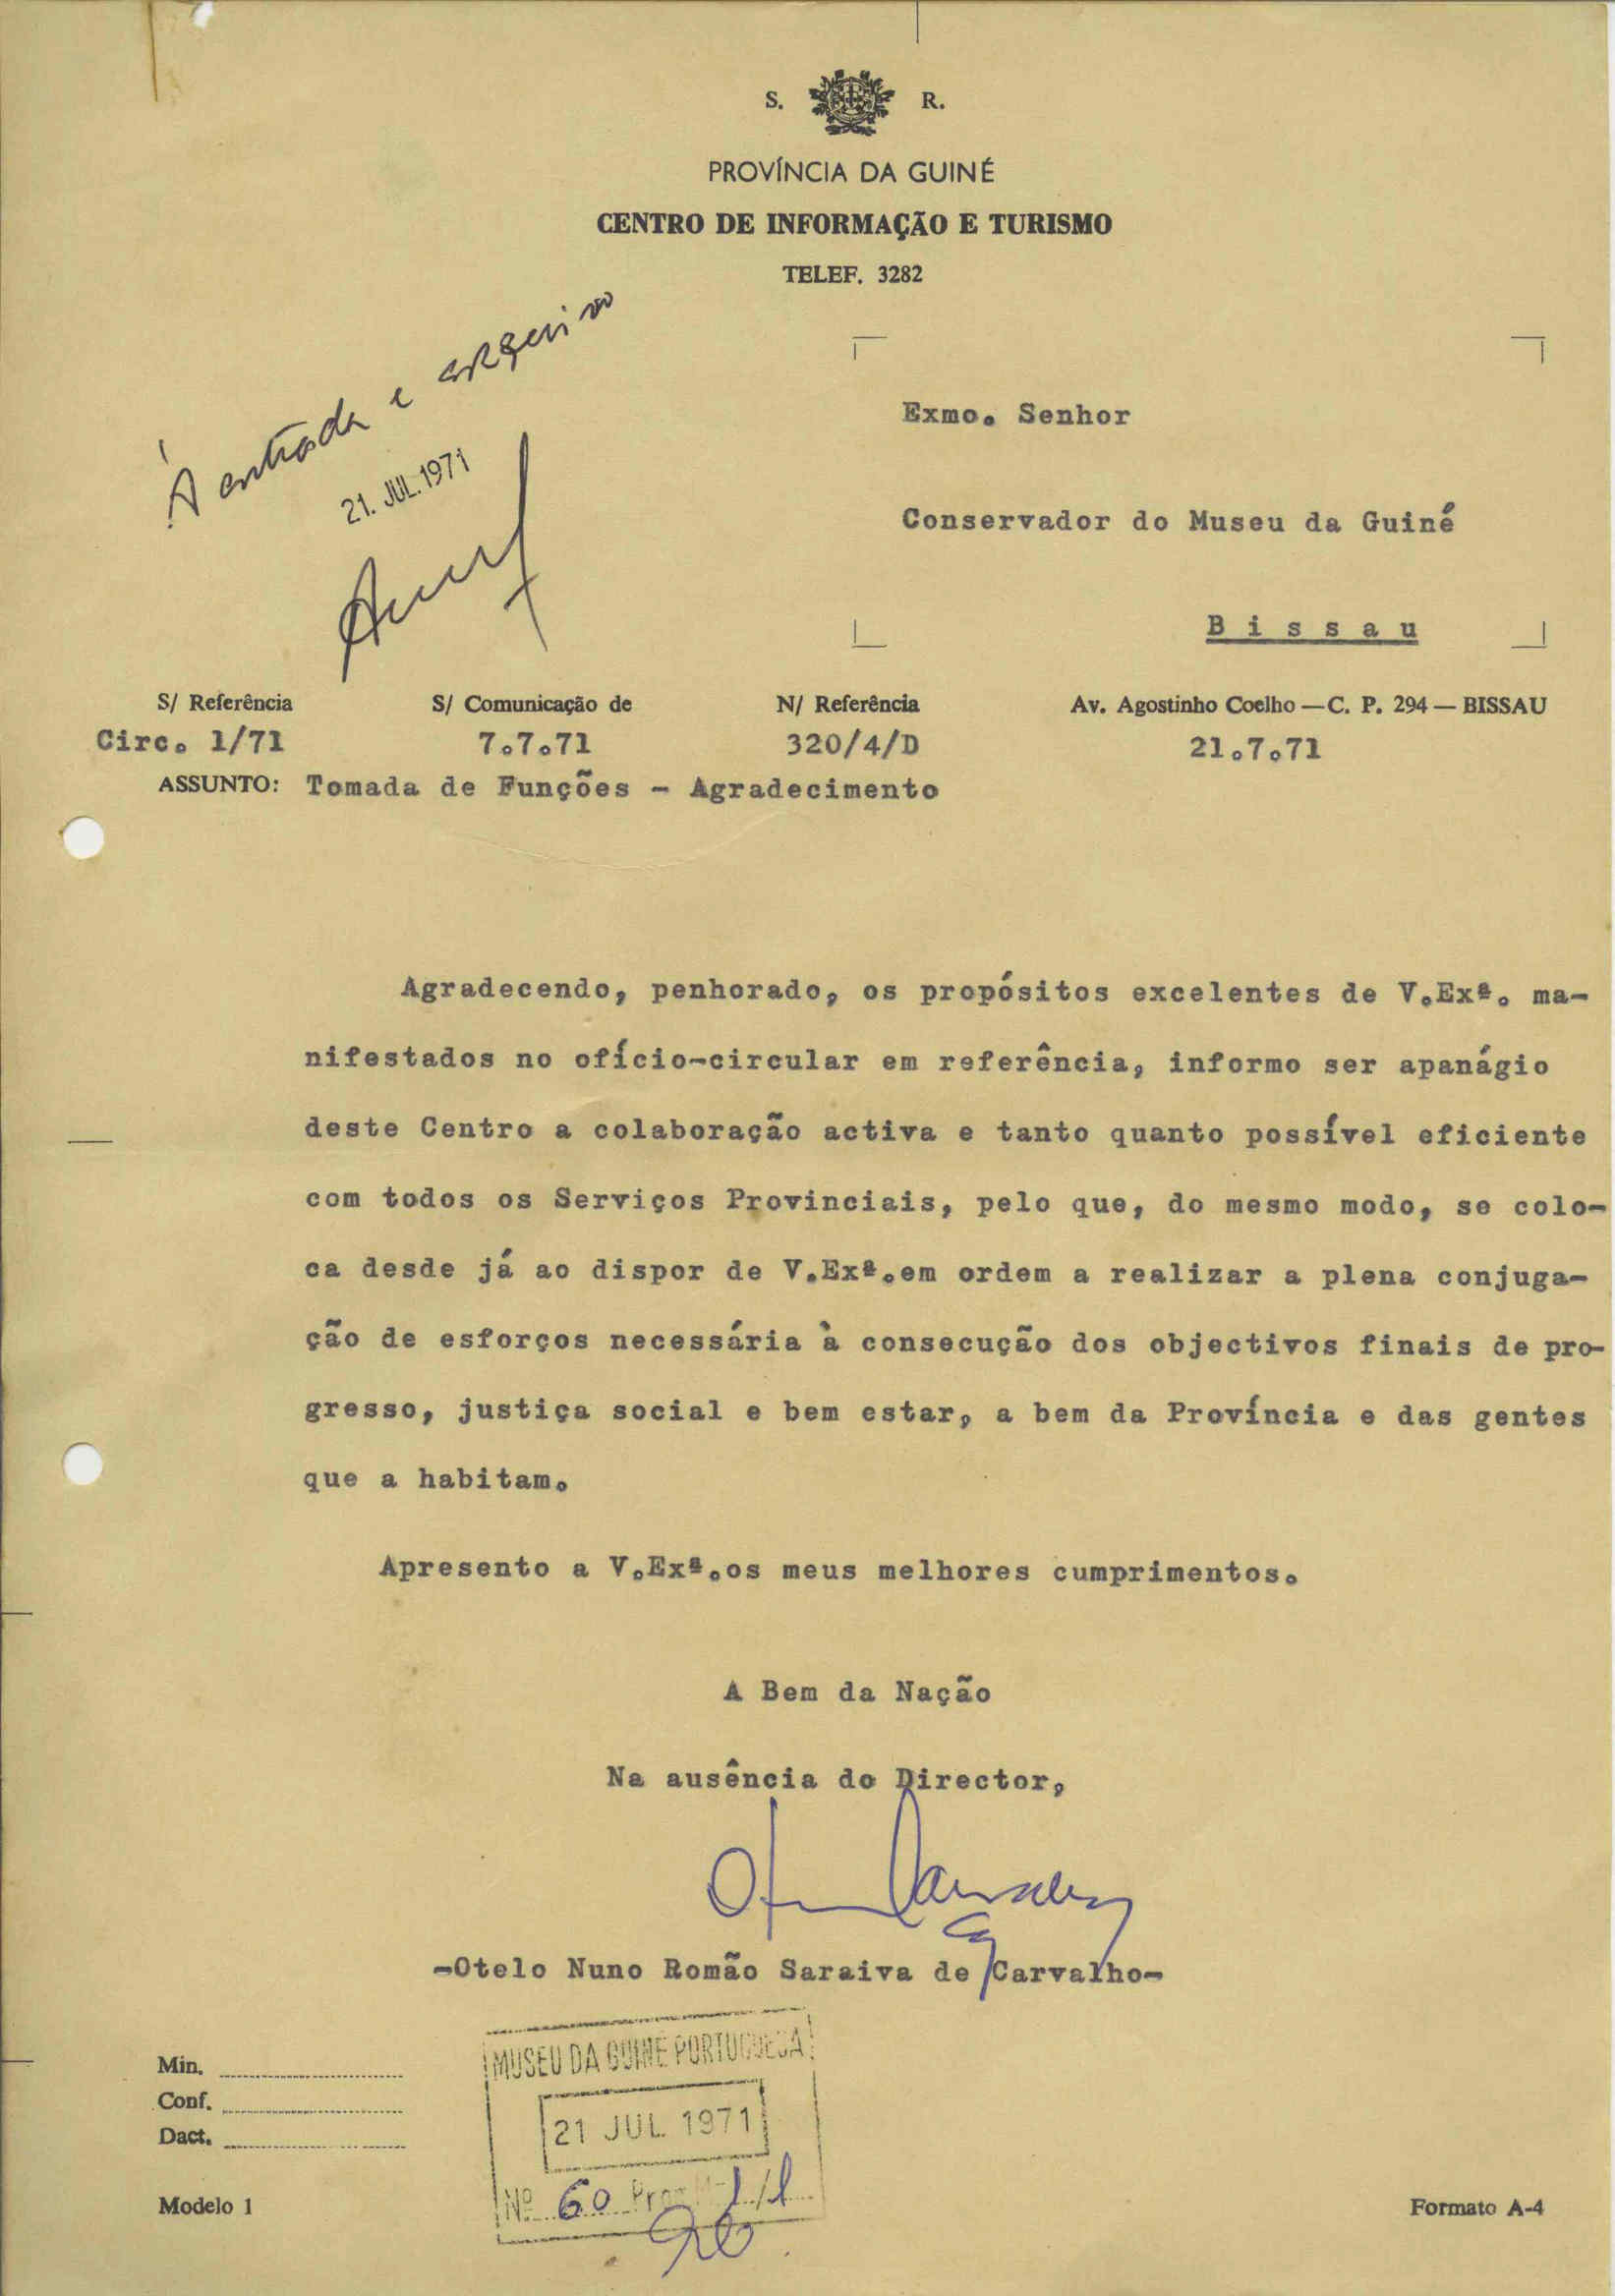 S. R.
PROVÍNCIA DA GUINÉ
CENTRO DE INFORMAÇÃO E TURISMO
TELEF. 3282
À entrada e arquivo
21. JUL. 1971
Exmo. Senhor
Conservador do Museu da Guiné
Bissau
S/ Referência S/ Comunicação de N/ Referência Av. Agostinho Coelho — C. P. 294 — BISSAU
Circ. 1/71 7.7.71 320/4/D 21.7.71
ASSUNTO: Tomada de Funções - Agradecimento
Agradecendo, penhorado, os propósitos excelentes de V.Exª. ma-
nifestados no ofício-circular em referência, informo ser apanágio
deste Centro a colaboração activa e tanto quanto possível eficiente
com todos os Serviços Provinciais, pelo que, do mesmo modo, se colo-
ca desde já ao dispor de V.Exª.em ordem a realizar a plena conjuga-
ção de esforços necessária à consecução dos objectivos finais de pro-
gresso, justiça social e bem estar, a bem da Província e das gentes
que a habitam.
Apresento a V.Exª.os meus melhores cumprimentos.
A Bem da Nação
Na ausência do Director,
-Otelo Nuno Romão Saraiva de Carvalho-
MUSEU DA GUINÉ PORTUGUESA
21 JUL 1971
Nº 60
Min.
Conf.
Dact.
Modelo 1
Formato A-4